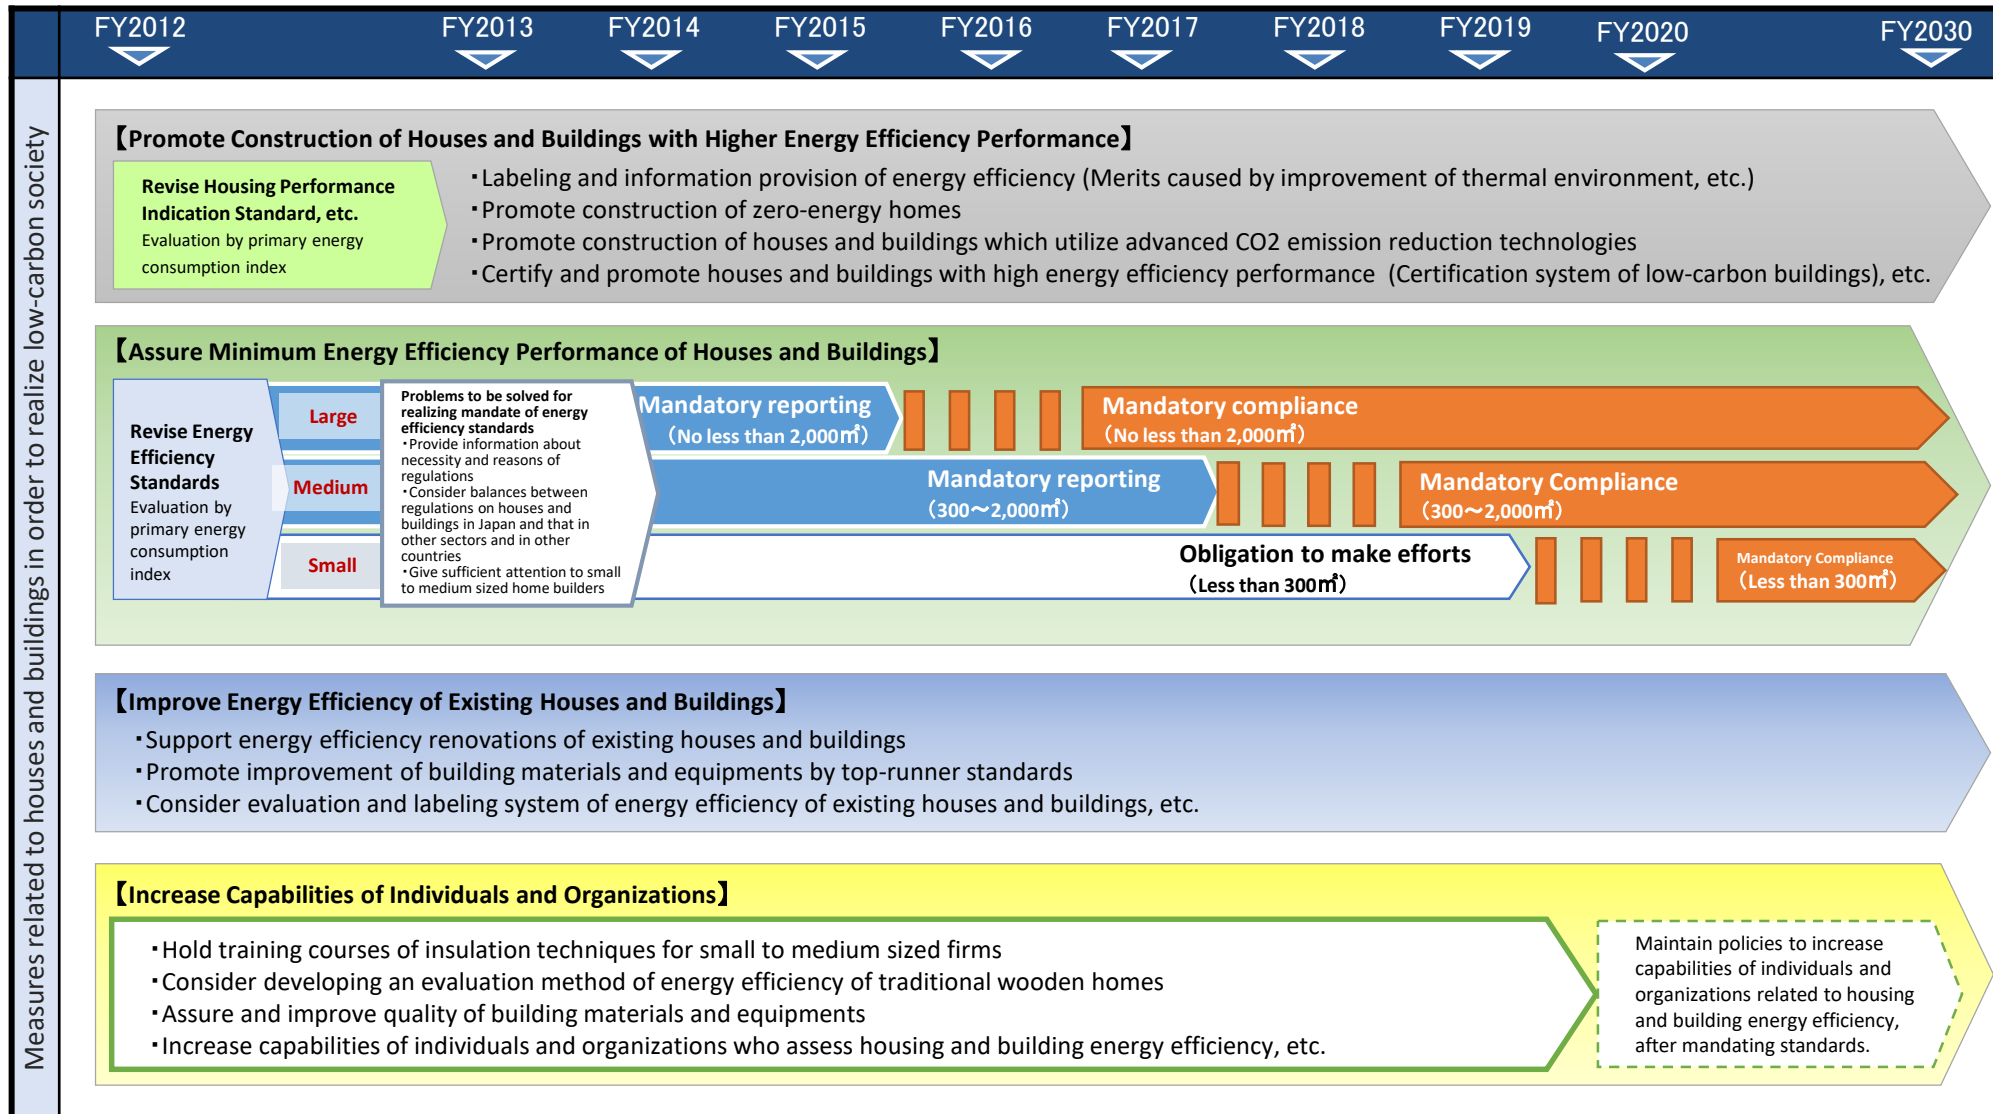 FY2012 FY2013 FY2014 FY2015 FY2016 FY2017 FY2018 FY2019 FY2020 FY2030
Measures related to houses and buildings in order to realize low-carbon society
【Promote Construction of Houses and Buildings with Higher Energy Efficiency Performance】
Revise Housing Performance
Indication Standard, etc.
Evaluation by primary energy
consumption index
・Labeling and information provision of energy efficiency (Merits caused by improvement of thermal environment, etc.)
・Promote construction of zero-energy homes
・Promote construction of houses and buildings which utilize advanced CO2 emission reduction technologies
・Certify and promote houses and buildings with high energy efficiency performance (Certification system of low-carbon buildings), etc.
【Assure Minimum Energy Efficiency Performance of Houses and Buildings】
Revise Energy
Efficiency
Standards
Evaluation by
primary energy
consumption
index
Large
Medium
Small
Problems to be solved for
realizing mandate of energy
efficiency standards
・Provide information about
necessity and reasons of
regulations
・Consider balances between
regulations on houses and
buildings in Japan and that in
other sectors and in other
countries
・Give sufficient attention to small
to medium sized home builders
Mandatory reporting
（No less than 2,000㎡）
Mandatory compliance
（No less than 2,000㎡）
Mandatory reporting
（300～2,000㎡）
Mandatory Compliance
（300～2,000㎡）
Obligation to make efforts
（Less than 300㎡）
Mandatory Compliance
（Less than 300㎡）
【Improve Energy Efficiency of Existing Houses and Buildings】
・Support energy efficiency renovations of existing houses and buildings
・Promote improvement of building materials and equipments by top-runner standards
・Consider evaluation and labeling system of energy efficiency of existing houses and buildings, etc.
【Increase Capabilities of Individuals and Organizations】
・Hold training courses of insulation techniques for small to medium sized firms
・Consider developing an evaluation method of energy efficiency of traditional wooden homes
・Assure and improve quality of building materials and equipments
・Increase capabilities of individuals and organizations who assess housing and building energy efficiency, etc.
Maintain policies to increase
capabilities of individuals and
organizations related to housing
and building energy efficiency,
after mandating standards.